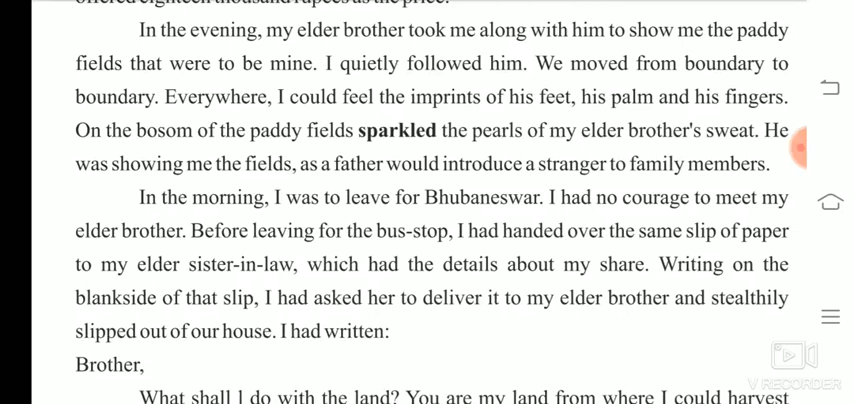 offered eighteen thousand rupees as the price.
In the evening, my elder brother took me along with him to show me the paddy
fields that were to be mine. I quietly followed him. We moved from boundary to
boundary. Everywhere, I could feel the imprints of his feet, his palm and his fingers.
On the bosom of the paddy fields sparkled the pearls of my elder brother's sweat. He
was showing me the fields, as a father would introduce a stranger to family members.
In the morning, I was to leave for Bhubaneswar. I had no courage to meet my
elder brother. Before leaving for the bus-stop, I had handed over the same slip of paper
to my elder sister-in-law, which had the details about my share. Writing on the
blankside of that slip, I had asked her to deliver it to my elder brother and stealthily
slipped out of our house. I had written:
Brother,
What shall l do with the land? You are my land from where I could harvest
V RECORDER